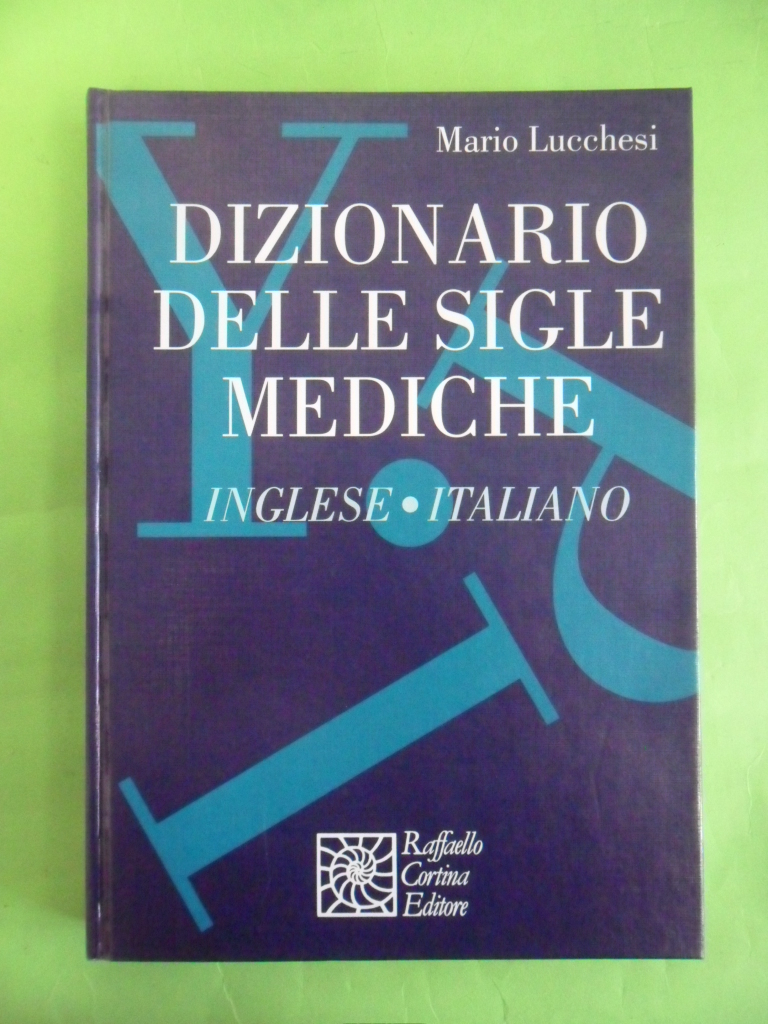 Mario Lucchesi
DIZIONARIO
DELLE SIGLE
MEDICHE
INGLESE • ITALIANO
Y
P
I
Raffaello
Cortina
Editore